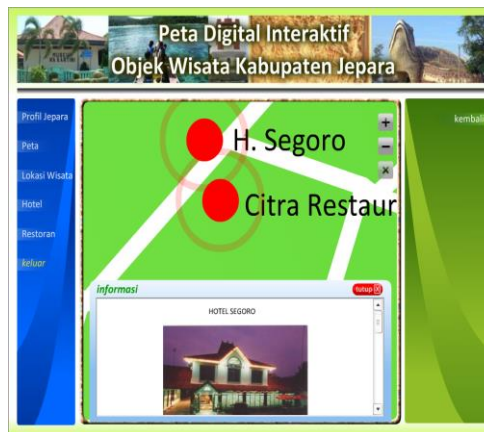 Peta Digital Interaktif
Objek Wisata Kabupaten Jepara
Profil Jepara
Peta
Lokasi Wisata
Hotel
Restoran
keluar
H. Segoro
Citra Restaur
+
−
×
kembali
informasi
tutup
HOTEL SEGORO